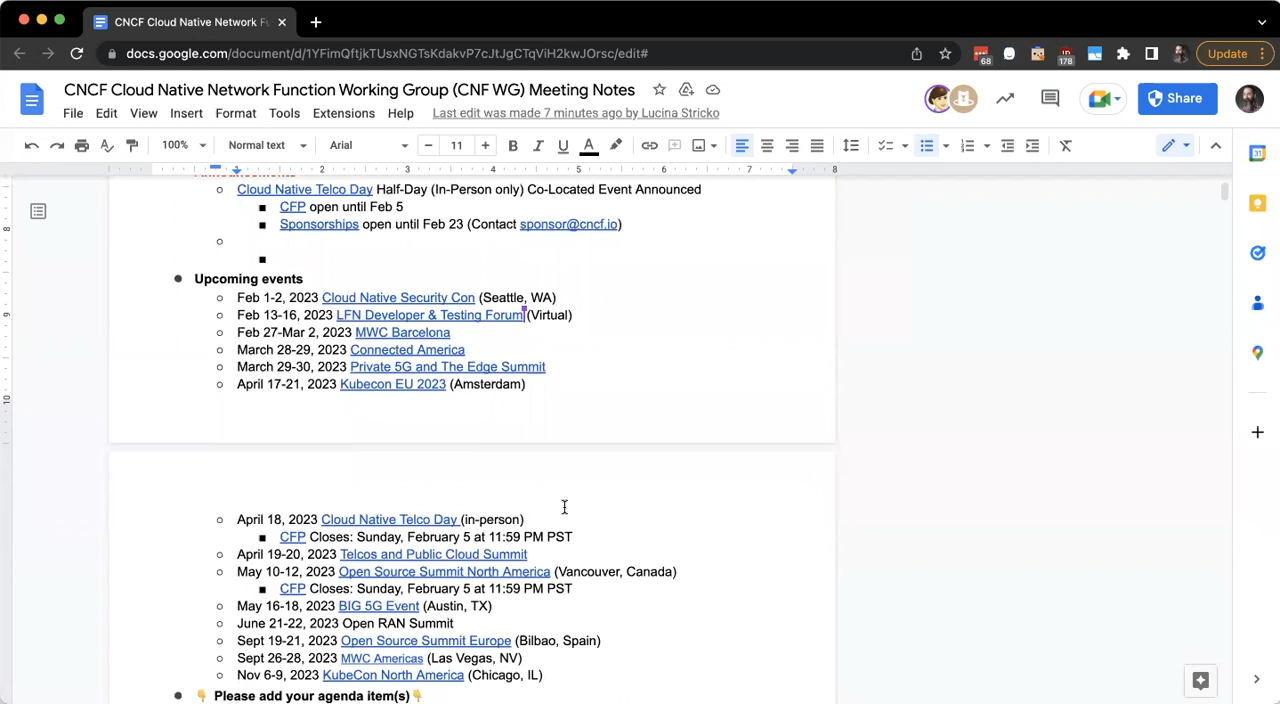 CNCF Cloud Native Network Fu
docs.google.com/document/d/1YFimQftjkTUsxNGTsKdakvP7cJtJgCTqViH2kwJOrsc/edit#
68
178
Update
CNCF Cloud Native Network Function Working Group (CNF WG) Meeting Notes
Share
File Edit View Insert Format Tools Extensions Help Last edit was made 7 minutes ago by Lucina Stricko
100% Normal text Arial 11
2 3 4 5 6 7 8
Announcements
Cloud Native Telco Day Half-Day (In-Person only) Co-Located Event Announced
CFP open until Feb 5
Sponsorships open until Feb 23 (Contact sponsor@cncf.io)
Upcoming events
Feb 1-2, 2023 Cloud Native Security Con (Seattle, WA)
Feb 13-16, 2023 LFN Developer & Testing Forum (Virtual)
Feb 27-Mar 2, 2023 MWC Barcelona
March 28-29, 2023 Connected America
March 29-30, 2023 Private 5G and The Edge Summit
April 17-21, 2023 Kubecon EU 2023 (Amsterdam)
April 18, 2023 Cloud Native Telco Day (in-person)
CFP Closes: Sunday, February 5 at 11:59 PM PST
April 19-20, 2023 Telcos and Public Cloud Summit
May 10-12, 2023 Open Source Summit North America (Vancouver, Canada)
CFP Closes: Sunday, February 5 at 11:59 PM PST
May 16-18, 2023 BIG 5G Event (Austin, TX)
June 21-22, 2023 Open RAN Summit
Sept 19-21, 2023 Open Source Summit Europe (Bilbao, Spain)
Sept 26-28, 2023 MWC Americas (Las Vegas, NV)
Nov 6-9, 2023 KubeCon North America (Chicago, IL)
👇 Please add your agenda item(s)👇